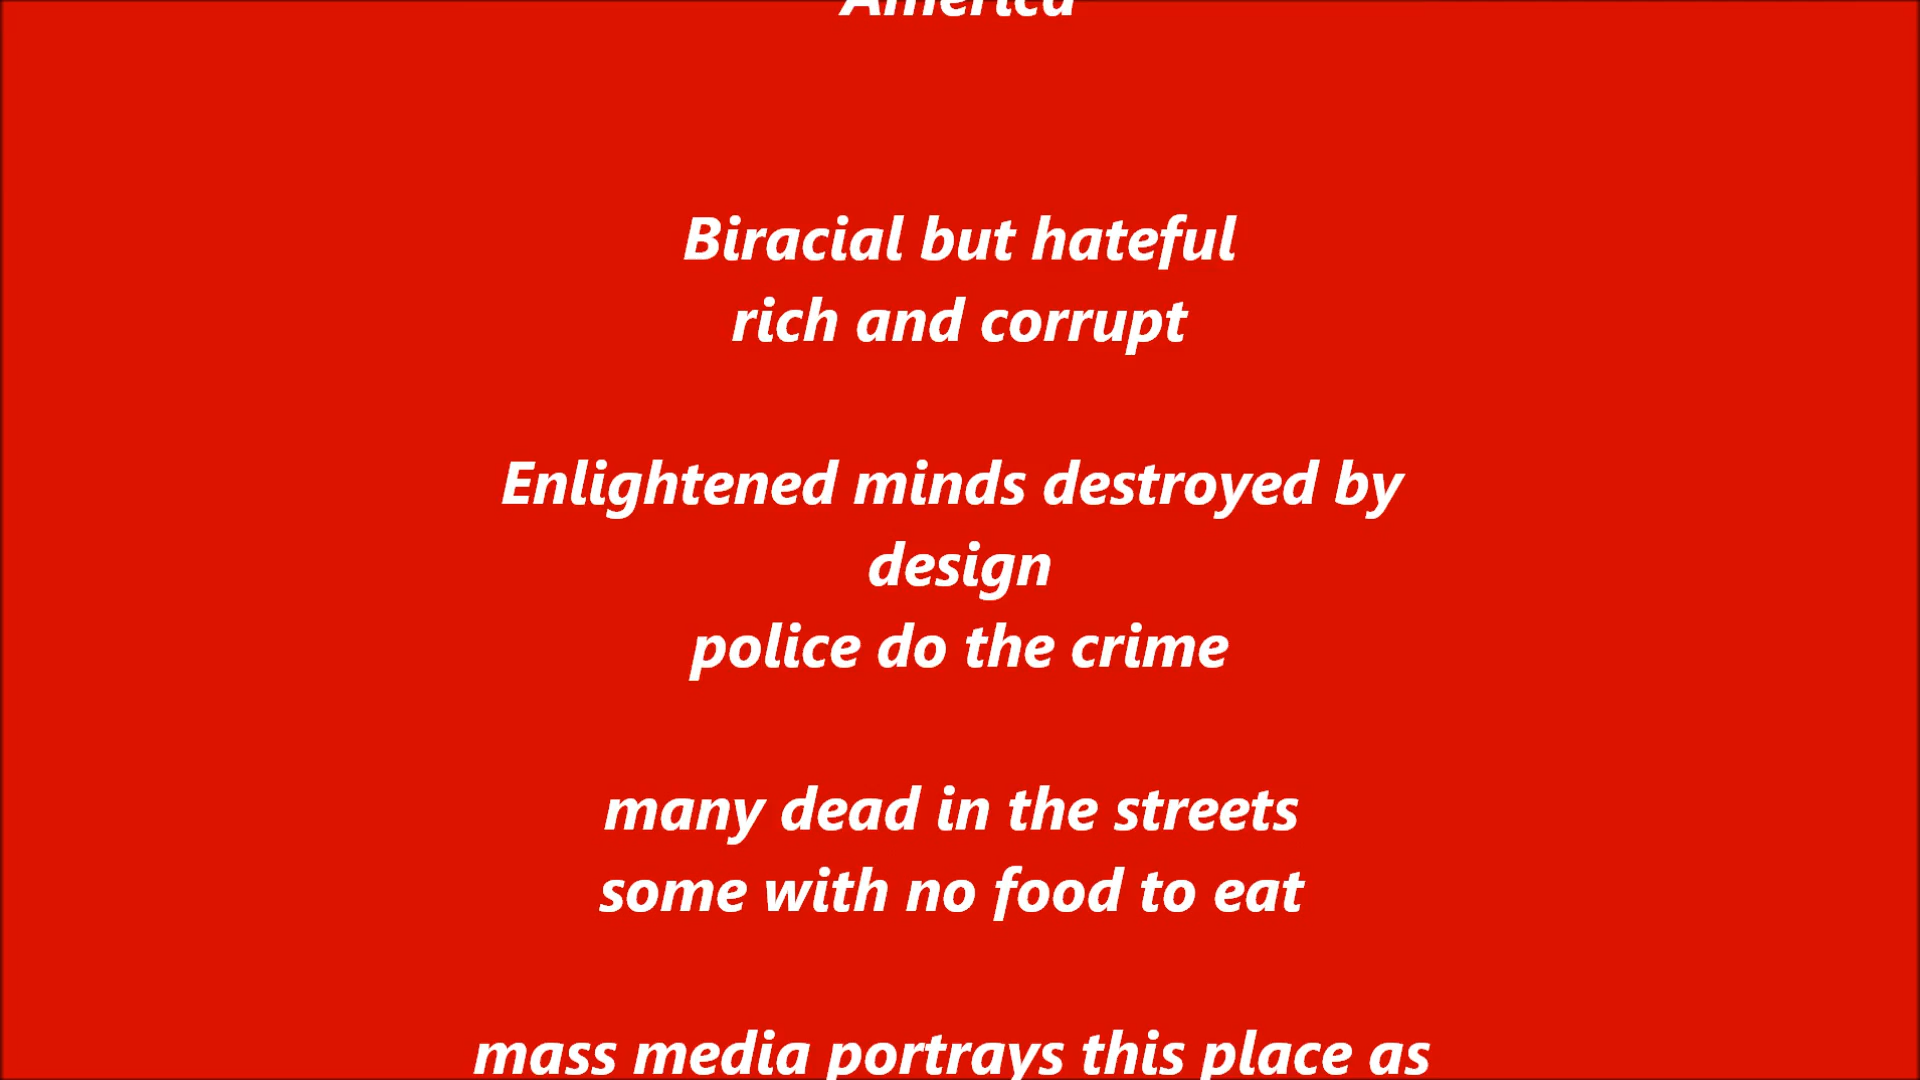 America
Biracial but hateful
rich and corrupt
Enlightened minds destroyed by
design
police do the crime
many dead in the streets
some with no food to eat
mass media portrays this place as